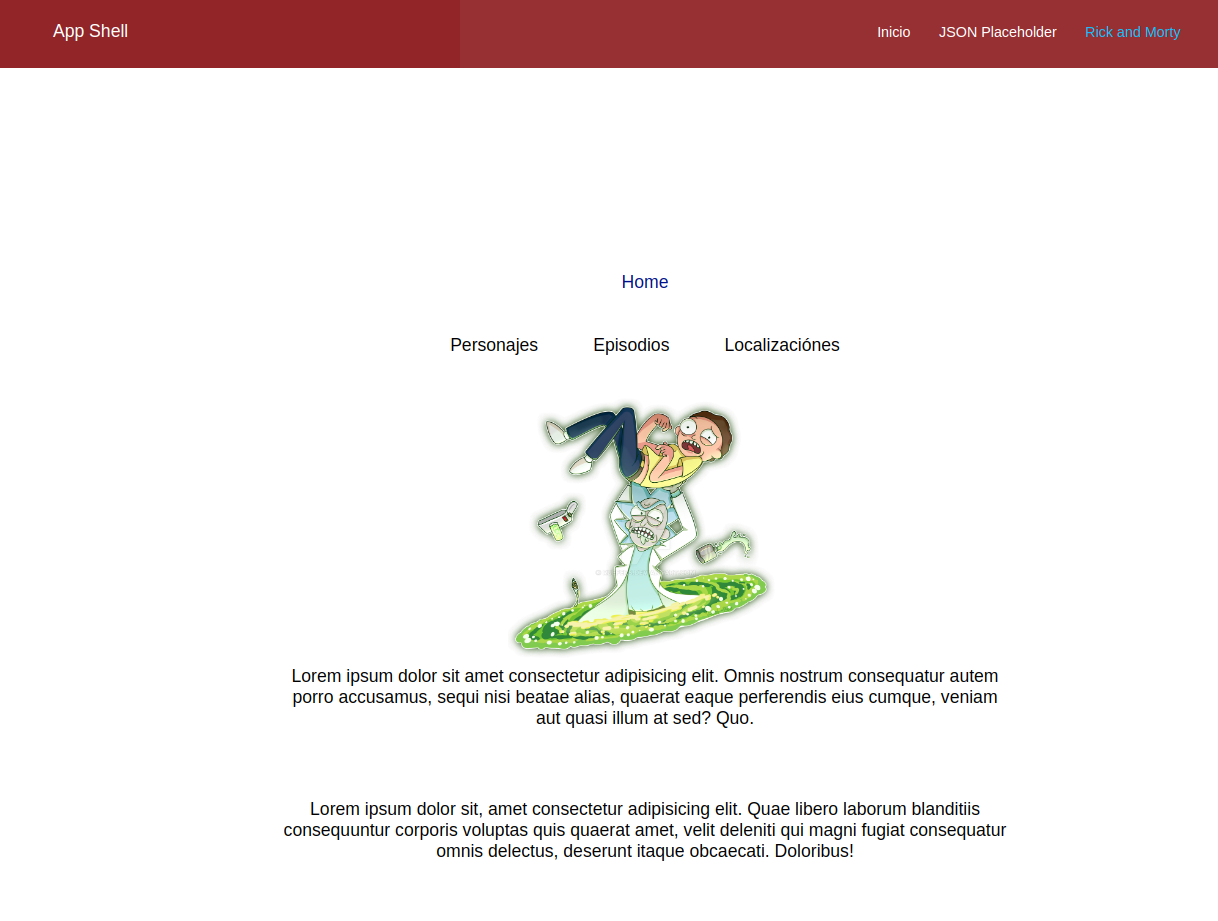 App Shell
Inicio JSON Placeholder Rick and Morty
Home
Personajes Episodios Localizaciónes
Lorem ipsum dolor sit amet consectetur adipisicing elit. Omnis nostrum consequatur autem
porro accusamus, sequi nisi beatae alias, quaerat eaque perferendis eius cumque, veniam
aut quasi illum at sed? Quo.
Lorem ipsum dolor sit, amet consectetur adipisicing elit. Quae libero laborum blanditiis
consequuntur corporis voluptas quis quaerat amet, velit deleniti qui magni fugiat consequatur
omnis delectus, deserunt itaque obcaecati. Doloribus!